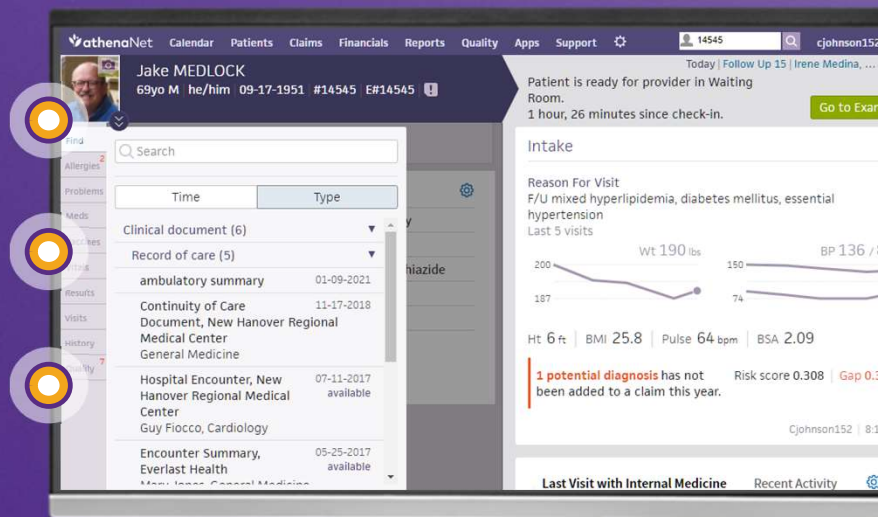 athenaNet Calendar Patients Claims Financials Reports Quality Apps Support 14545 cjohnson152
Jake MEDLOCK
69yo M he/him 09-17-1951 #14545 E#14545
Today | Follow Up 15 | Irene Medina, ...
Patient is ready for provider in Waiting
Room.
1 hour, 26 minutes since check-in.
Go to Exam
Find
Allergies 2
Problems
Meds
Results
Visits
History
7
Search
Time Type
Clinical document (6)
Record of care (5)
ambulatory summary 01-09-2021
Continuity of Care 11-17-2018
Document, New Hanover Regional
Medical Center
General Medicine
Hospital Encounter, New 07-11-2017
Hanover Regional Medical available
Center
Guy Fiocco, Cardiology
Encounter Summary, 05-25-2017
Everlast Health available
y
hiazide
Intake
Reason For Visit
F/U mixed hyperlipidemia, diabetes mellitus, essential
hypertension
Last 5 visits
Wt 190 lbs BP 136 /
200 150
187 74
Ht 6 ft | BMI 25.8 | Pulse 64 bpm | BSA 2.09
1 potential diagnosis has not Risk score 0.308 | Gap 0.3
been added to a claim this year.
Cjohnson152 | 8:1
Last Visit with Internal Medicine Recent Activity